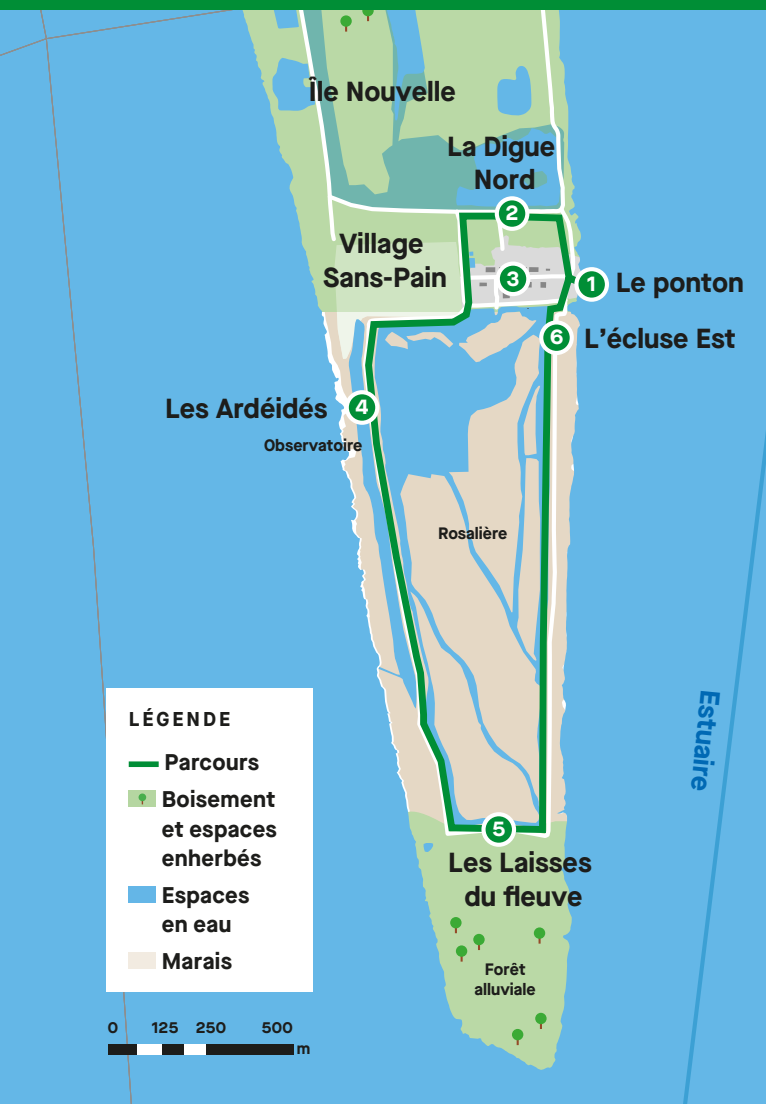 Île Nouvelle
La Digue
Nord
2
Village
Sans-Pain
3
1 Le ponton
6 L'écluse Est
Les Ardéidés 4
Observatoire
Rosalière
Estuaire
LÉGENDE
Parcours
Boisement
et espaces
enherbés
Espaces
en eau
Marais
5
Les Laisses
du fleuve
Forêt
alluviale
0 125 250 500
m